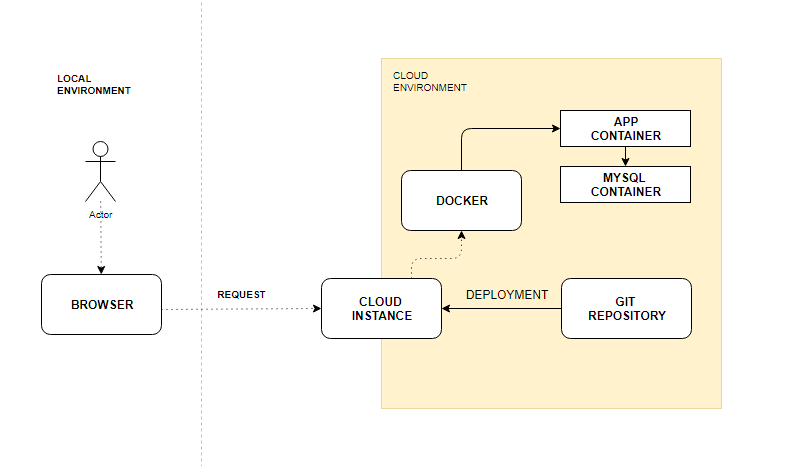 LOCAL
ENVIRONMENT
Actor
BROWSER
REQUEST
CLOUD
ENVIRONMENT
APP
CONTAINER
MYSQL
CONTAINER
DOCKER
CLOUD
INSTANCE
DEPLOYMENT
GIT
REPOSITORY